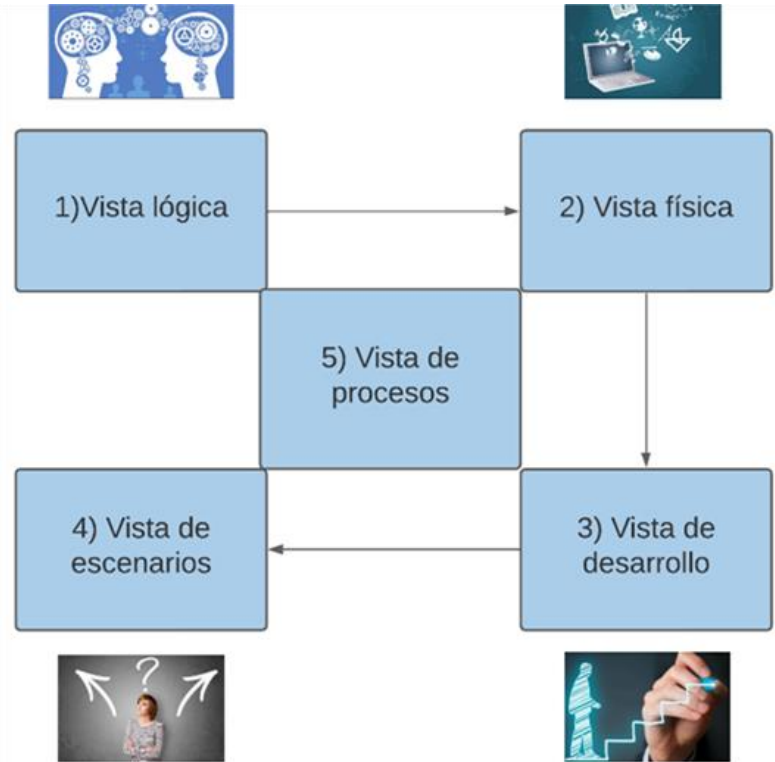 1)Vista lógica
2) Vista física
5) Vista de
procesos
4) Vista de
escenarios
3) Vista de
desarrollo
?